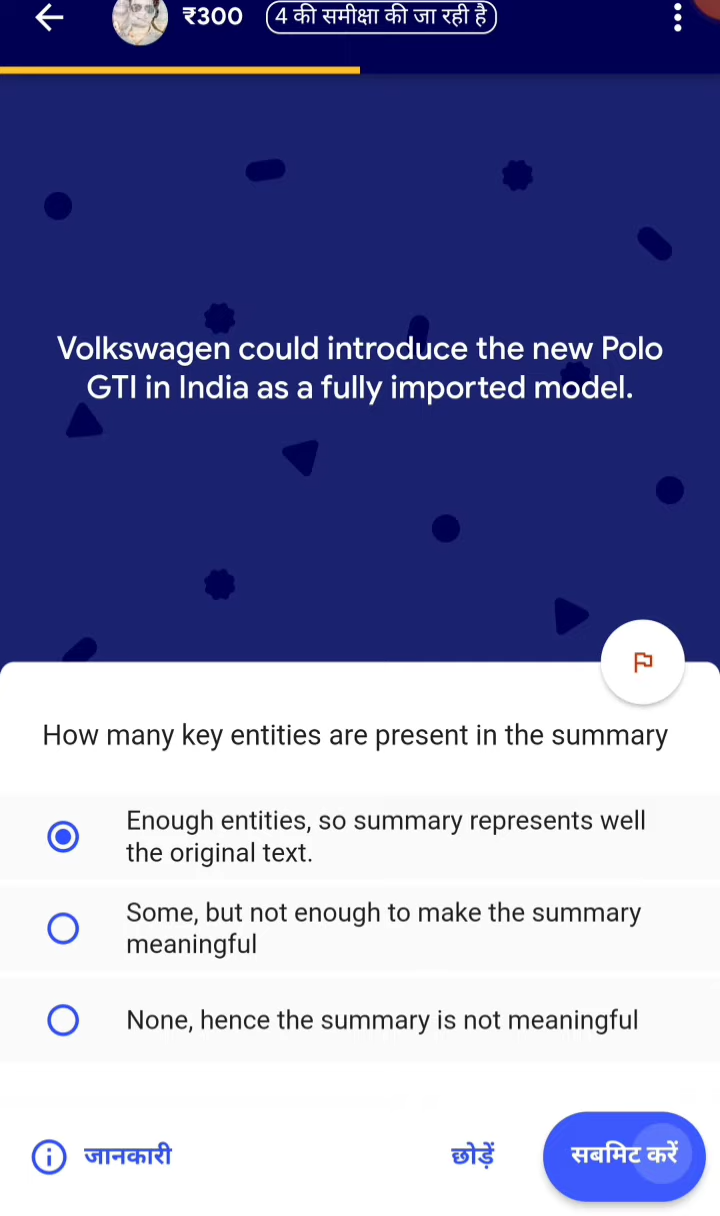 ₹300 4 की समीक्षा की जा रही है
Volkswagen could introduce the new Polo
GTI in India as a fully imported model.
How many key entities are present in the summary
Enough entities, so summary represents well
the original text.
Some, but not enough to make the summary
meaningful
None, hence the summary is not meaningful
जानकारी छोड़ें सबमिट करें